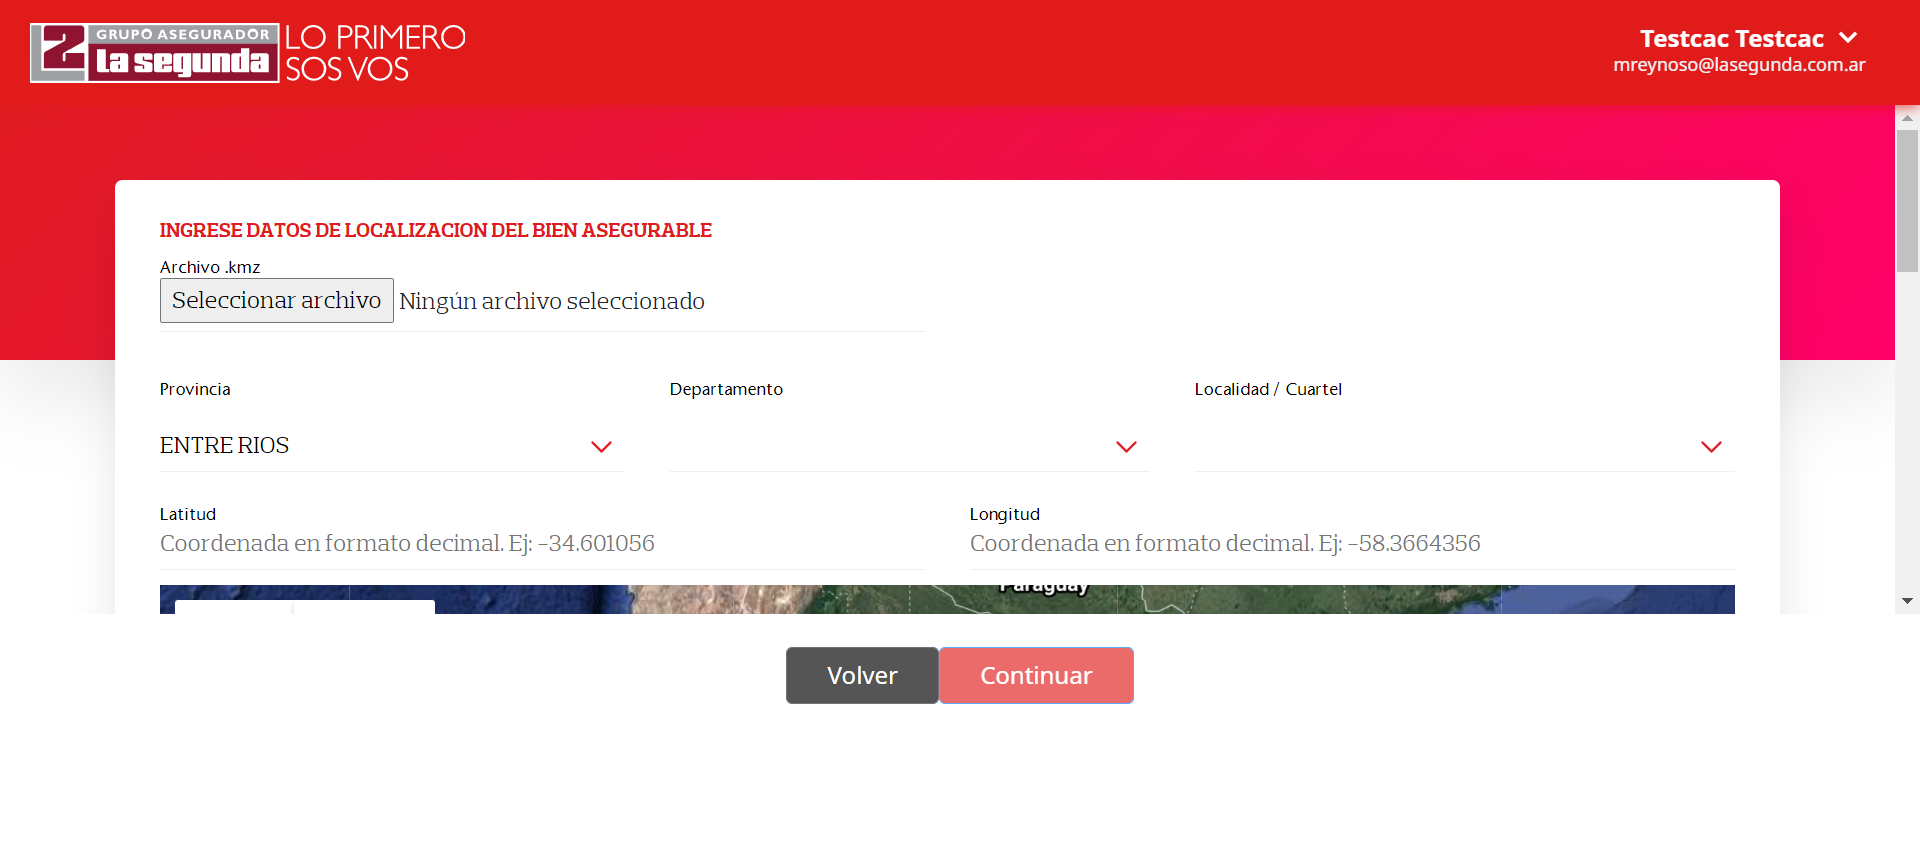 2 GRUPO ASEGURADOR
La segunda
LO PRIMERO
SOS VOS
Testcac Testcac
mreynoso@lasegunda.com.ar
INGRESE DATOS DE LOCALIZACION DEL BIEN ASEGURABLE
Archivo .kmz
Seleccionar archivo Ningún archivo seleccionado
Provincia Departamento Localidad / Cuartel
ENTRE RIOS
Latitud Longitud
Coordenada en formato decimal. Ej: -34.601056 Coordenada en formato decimal. Ej: -58.3664356
Paraguay
Volver Continuar